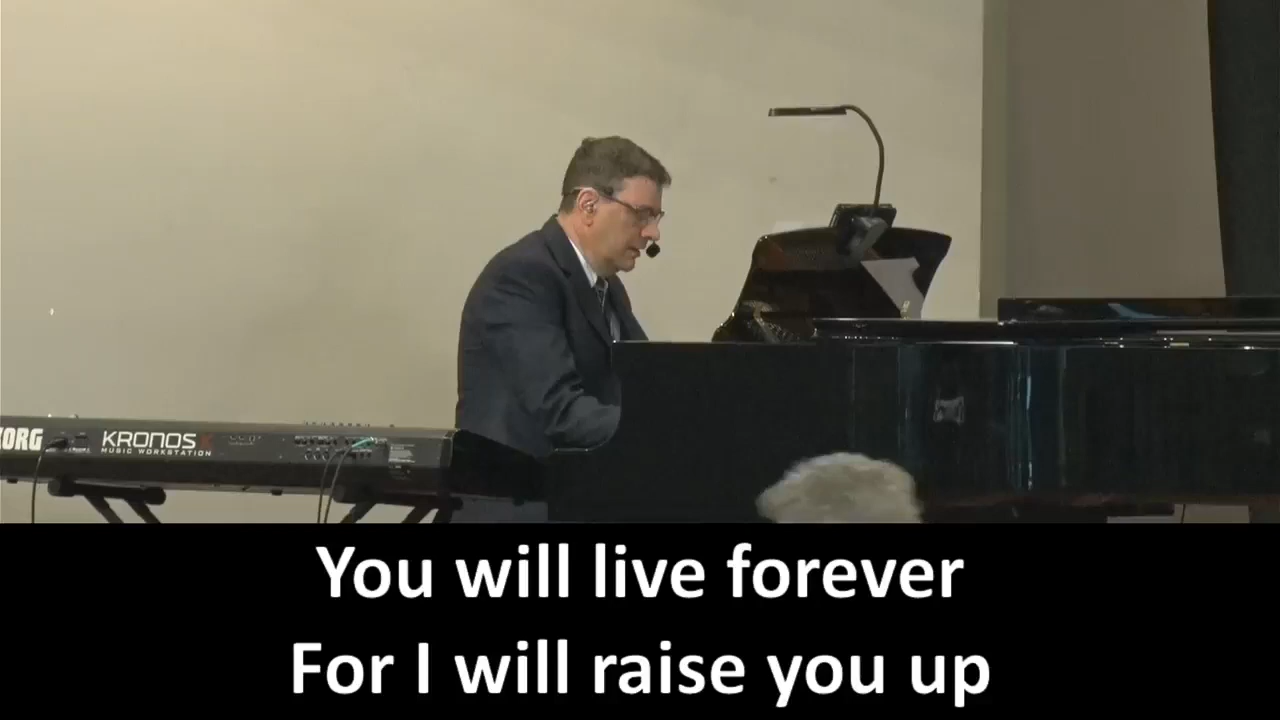 KORG
KRONOS X
MUSIC WORKSTATION
You will live forever
For I will raise you up